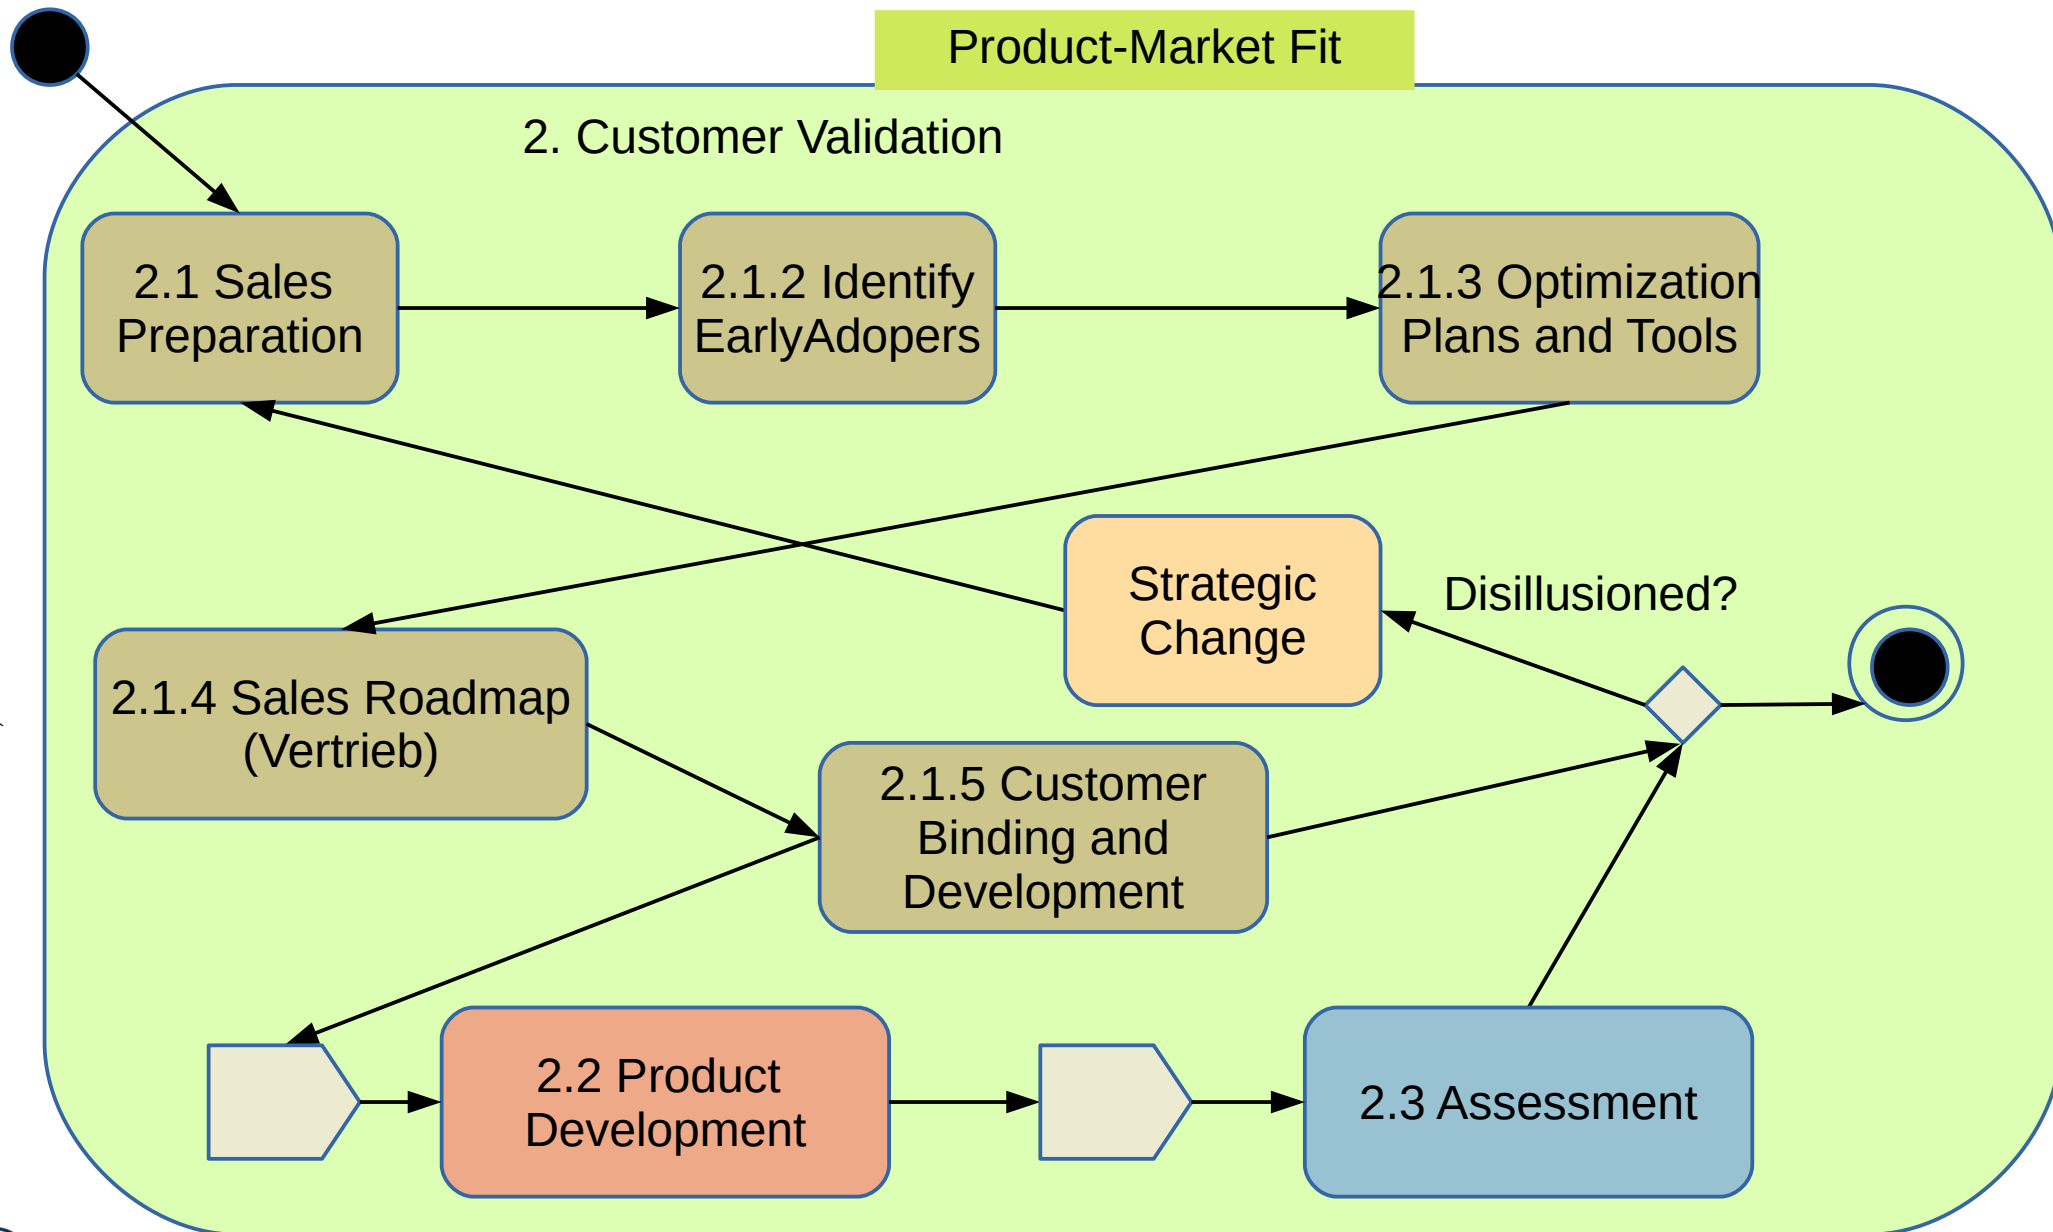 Product-Market Fit
2. Customer Validation
2.1 Sales
Preparation
2.1.2 Identify
EarlyAdopers
2.1.3 Optimization
Plans and Tools
Strategic
Change
Disillusioned?
2.1.4 Sales Roadmap
(Vertrieb)
2.1.5 Customer
Binding and
Development
2.2 Product
Development
2.3 Assessment